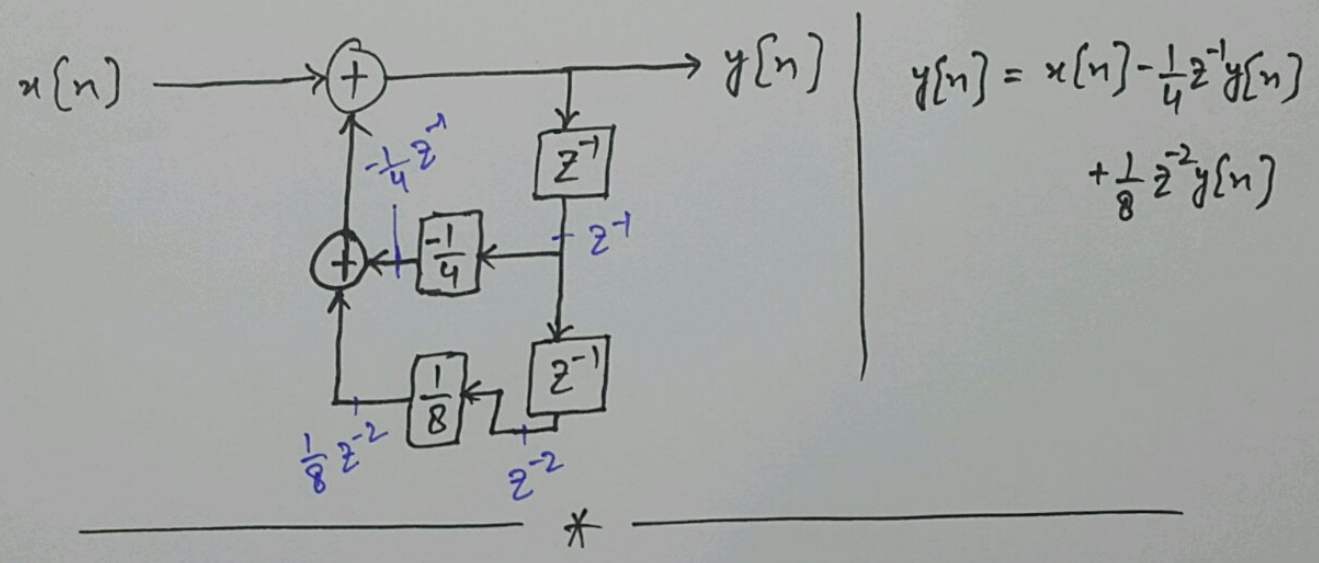 x[n]
+
y[n]
z⁻¹
-1/4 z⁻¹
+
-1/4
z⁻¹
z⁻¹
1/8
1/8 z⁻²
z⁻²
*
y[n] = x[n] - 1/4 z⁻¹ y[n]
+ 1/8 z⁻² y[n]